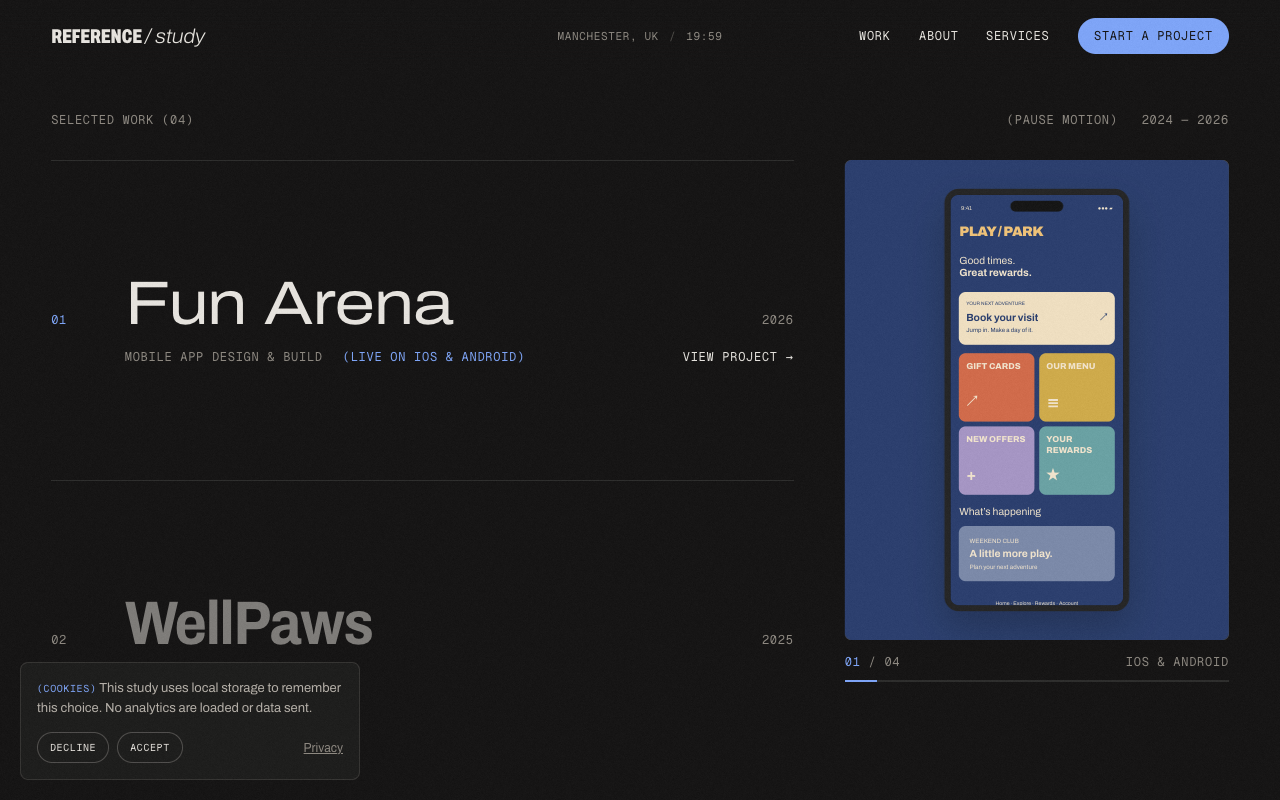 REFERENCE / study
MANCHESTER, UK / 19:59
WORK ABOUT SERVICES START A PROJECT
SELECTED WORK (04)
(PAUSE MOTION) 2024 — 2026
01
Fun Arena
2026
MOBILE APP DESIGN & BUILD (LIVE ON IOS & ANDROID)
VIEW PROJECT →
02
WellPaws
2025
9:41
PLAY/PARK
Good times.
Great rewards.
YOUR NEXT ADVENTURE
Book your visit
Jump in. Make a day of it.
GIFT CARDS
OUR MENU
NEW OFFERS
YOUR
REWARDS
What's happening
WEEKEND CLUB
A little more play.
Plan your next adventure
Home · Explore · Rewards · Account
01 / 04
IOS & ANDROID
(COOKIES) This study uses local storage to remember
this choice. No analytics are loaded or data sent.
DECLINE ACCEPT Privacy